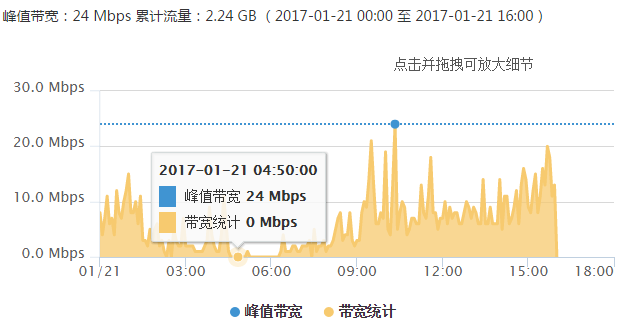 峰值带宽：24 Mbps 累计流量：2.24 GB （ 2017-01-21 00:00 至 2017-01-21 16:00 ）
点击并拖拽可放大细节
30.0 Mbps
20.0 Mbps
2017-01-21 04:50:00
峰值带宽 24 Mbps
10.0 Mbps
带宽统计 0 Mbps
0.0 Mbps
01/21 03:00 06:00 09:00 12:00 15:00 18:00
峰值带宽 带宽统计